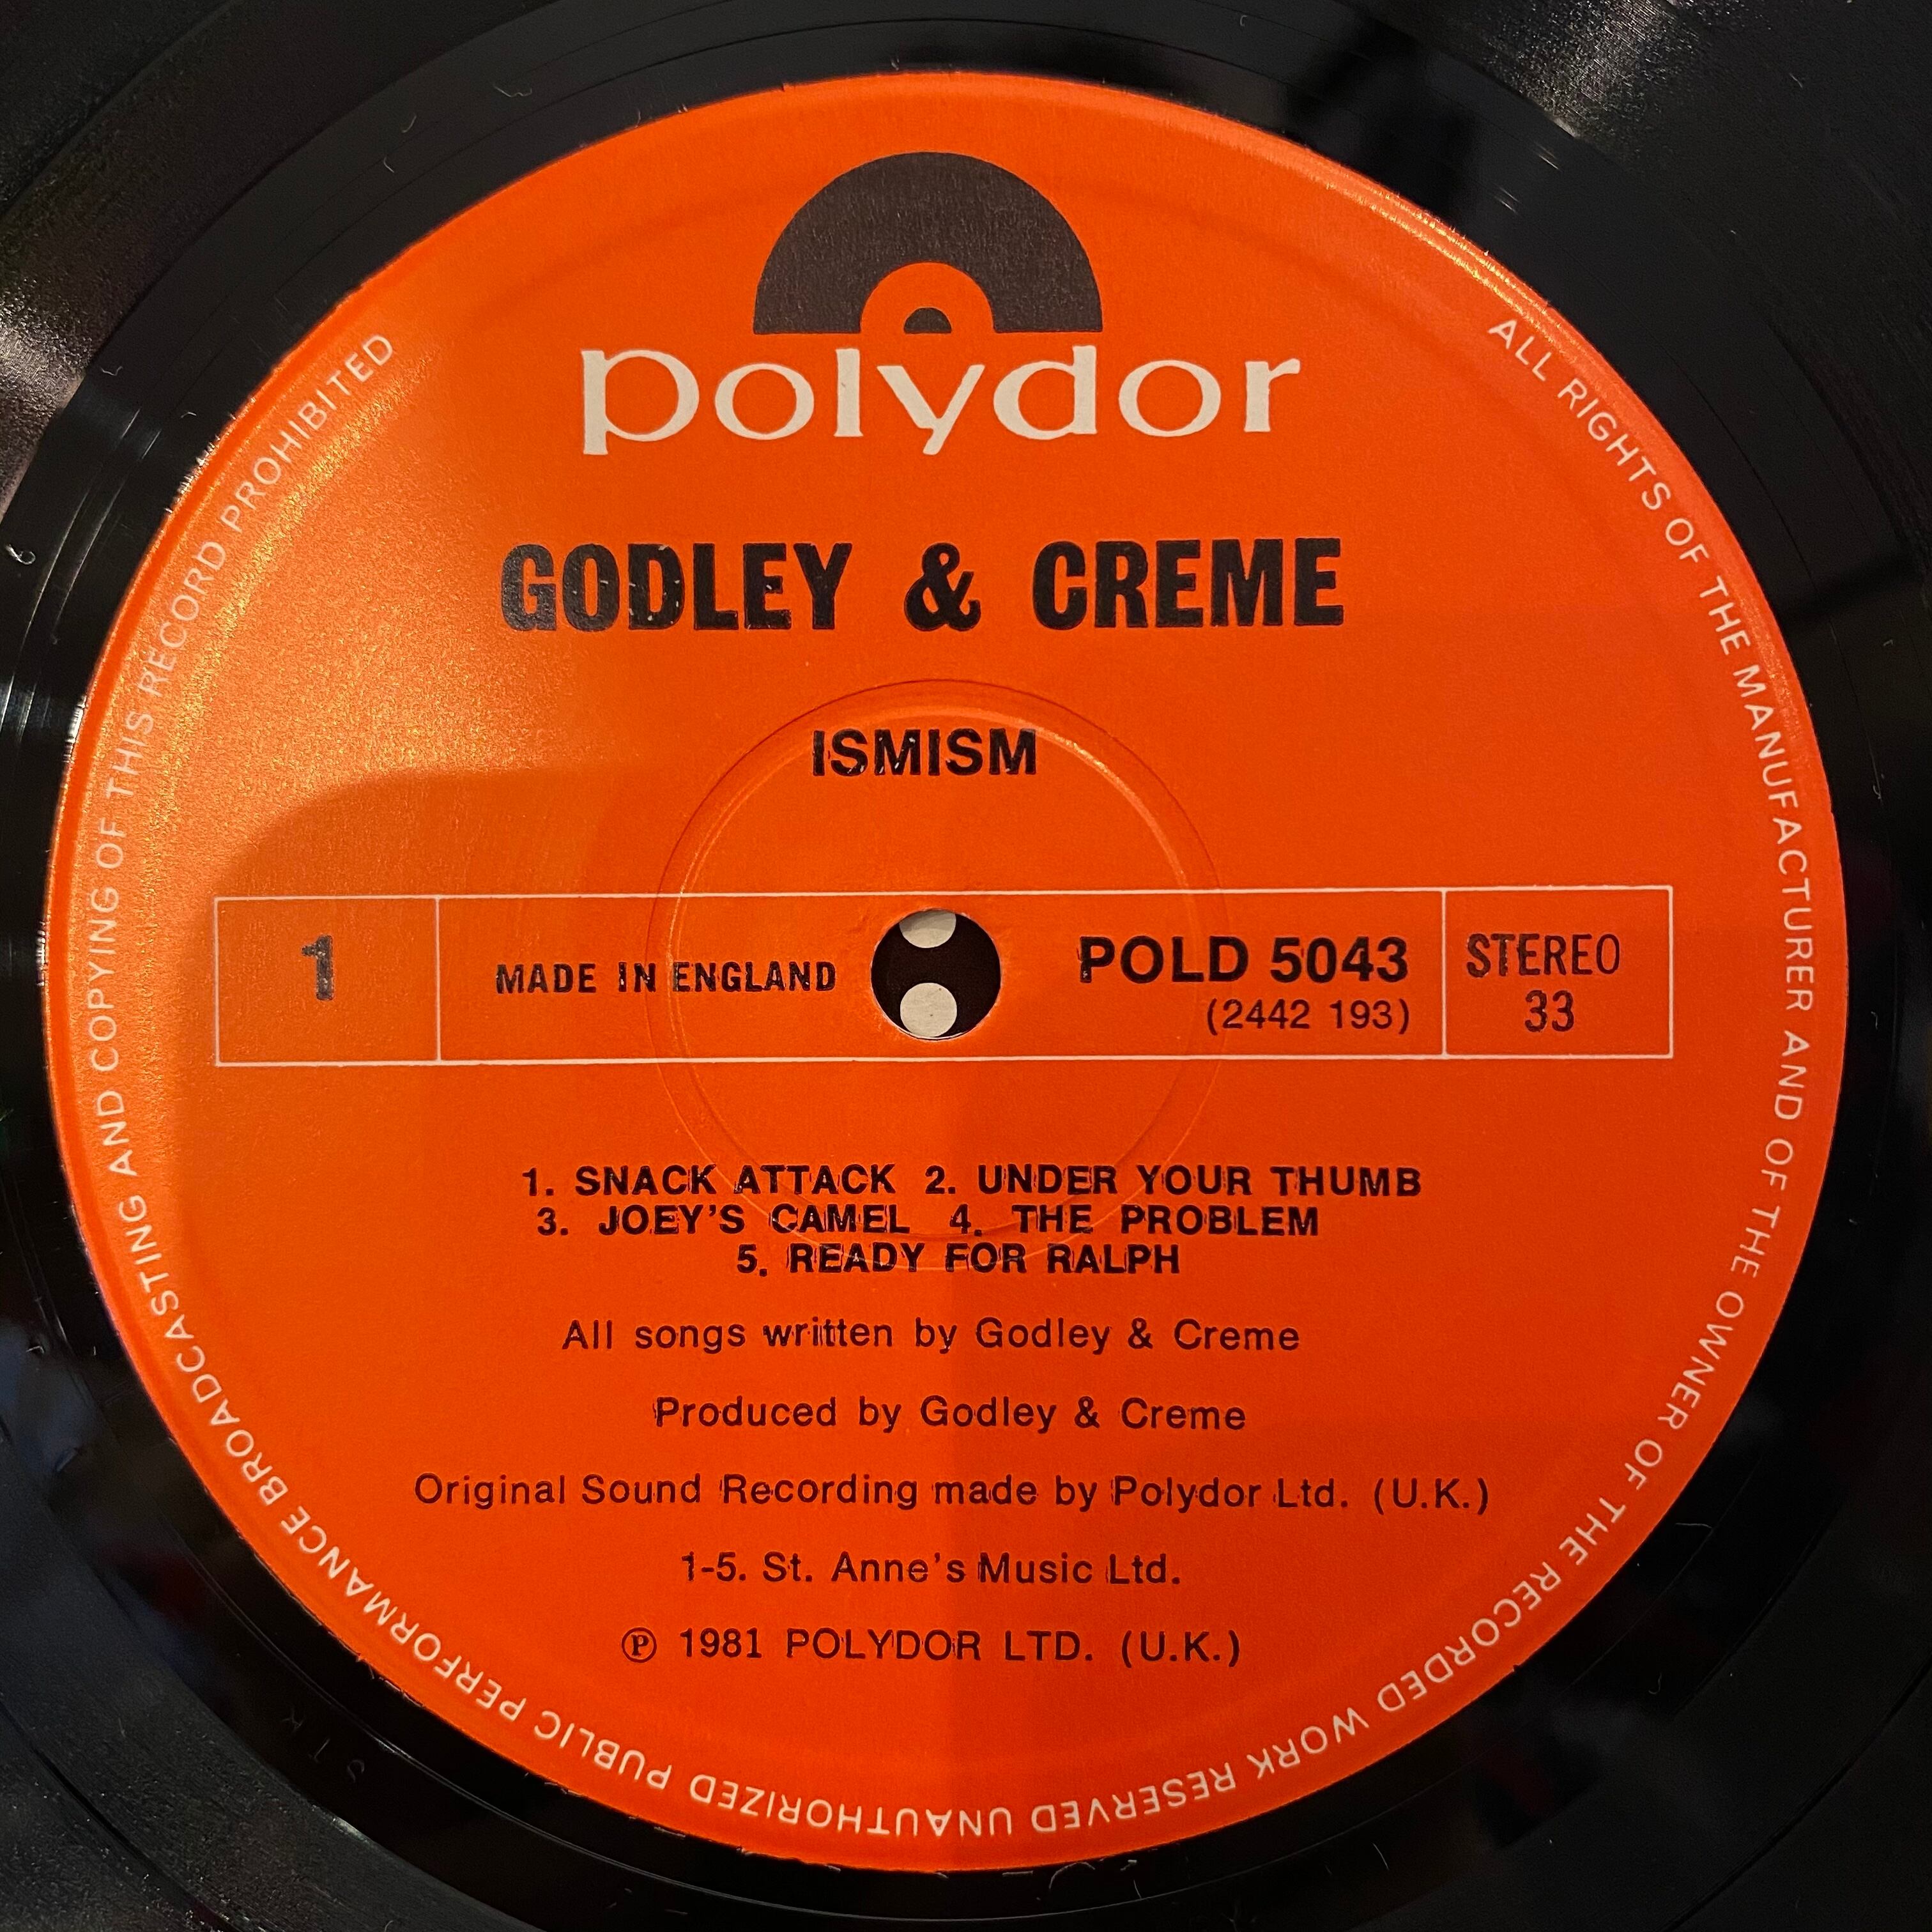 polydor
GODLEY & CREME
ISMISM
1
MADE IN ENGLAND
POLD 5043
(2442 193)
STEREO
33
1. SNACK ATTACK 2. UNDER YOUR THUMB
3. JOEY'S CAMEL 4. THE PROBLEM
5. READY FOR RALPH
All songs written by Godley & Creme
Produced by Godley & Creme
Original Sound Recording made by Polydor Ltd. (U.K.)
1-5. St. Anne's Music Ltd.
℗ 1981 POLYDOR LTD. (U.K.)
ALL RIGHTS OF THE MANUFACTURER AND OF THE OWNER OF THE RECORDED WORK RESERVED UNAUTHORIZED PUBLIC PERFORMANCE BROADCASTING AND COPYING OF THIS RECORD PROHIBITED